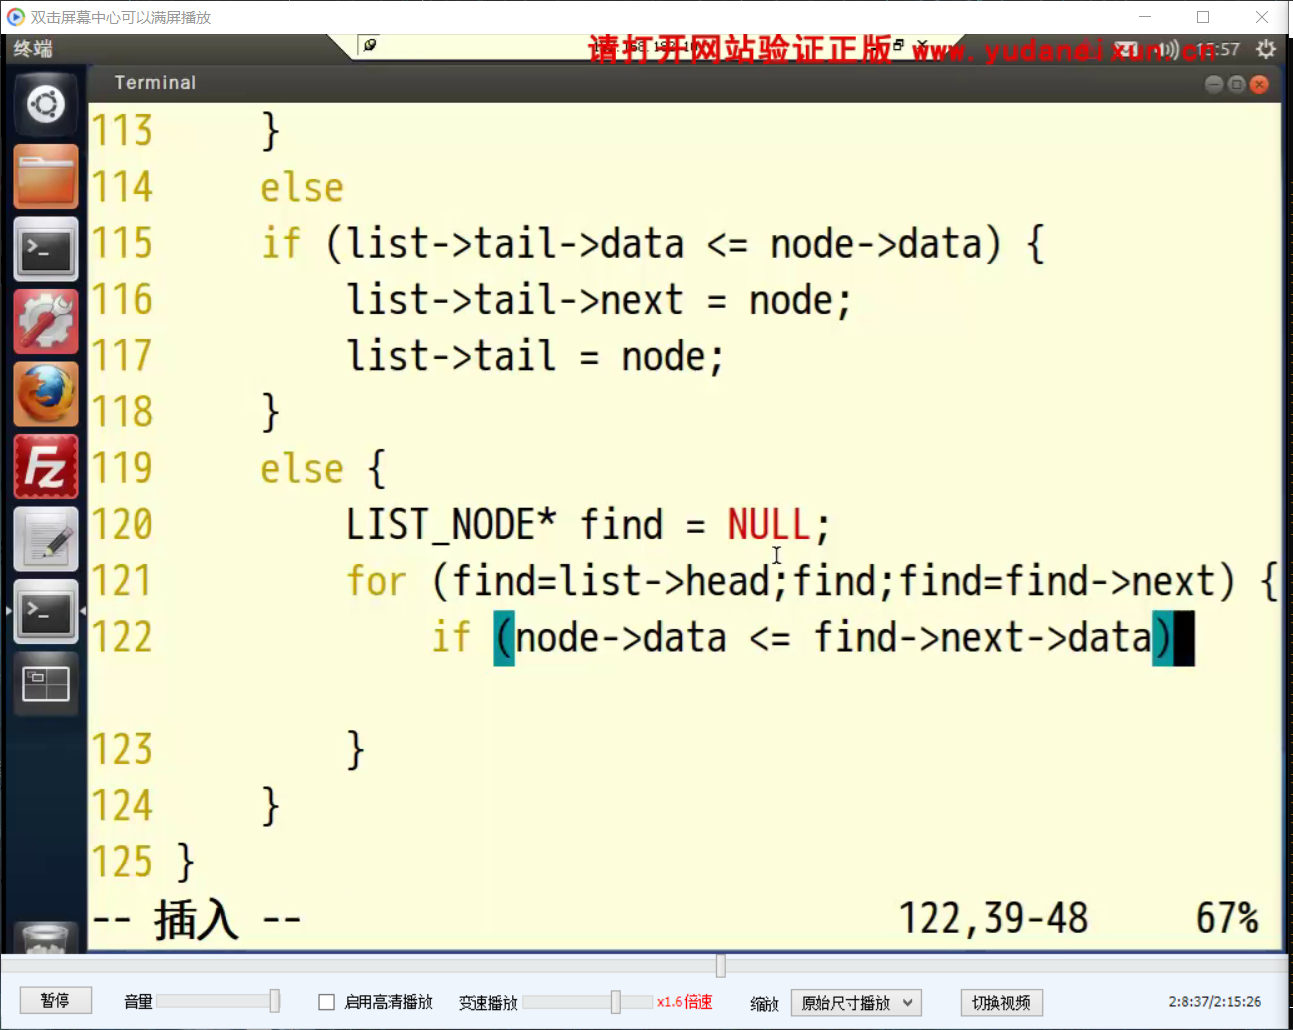 双击屏幕中心可以满屏播放
终端
请打开网站验证正版 www.yudaneixun.cn
:57
Terminal
113 }
114 else
115 if (list->tail->data <= node->data) {
116 list->tail->next = node;
117 list->tail = node;
118 }
119 else {
120 LIST_NODE* find = NULL;
121 for (find=list->head;find;find=find->next) {
122 if (node->data <= find->next->data)
123 }
124 }
125 }
-- 插入 -- 122,39-48 67%
暂停 音量 启用高清播放 变速播放 x1.6倍速 缩放 原始尺寸播放 切换视频 2:8:37/2:15:26